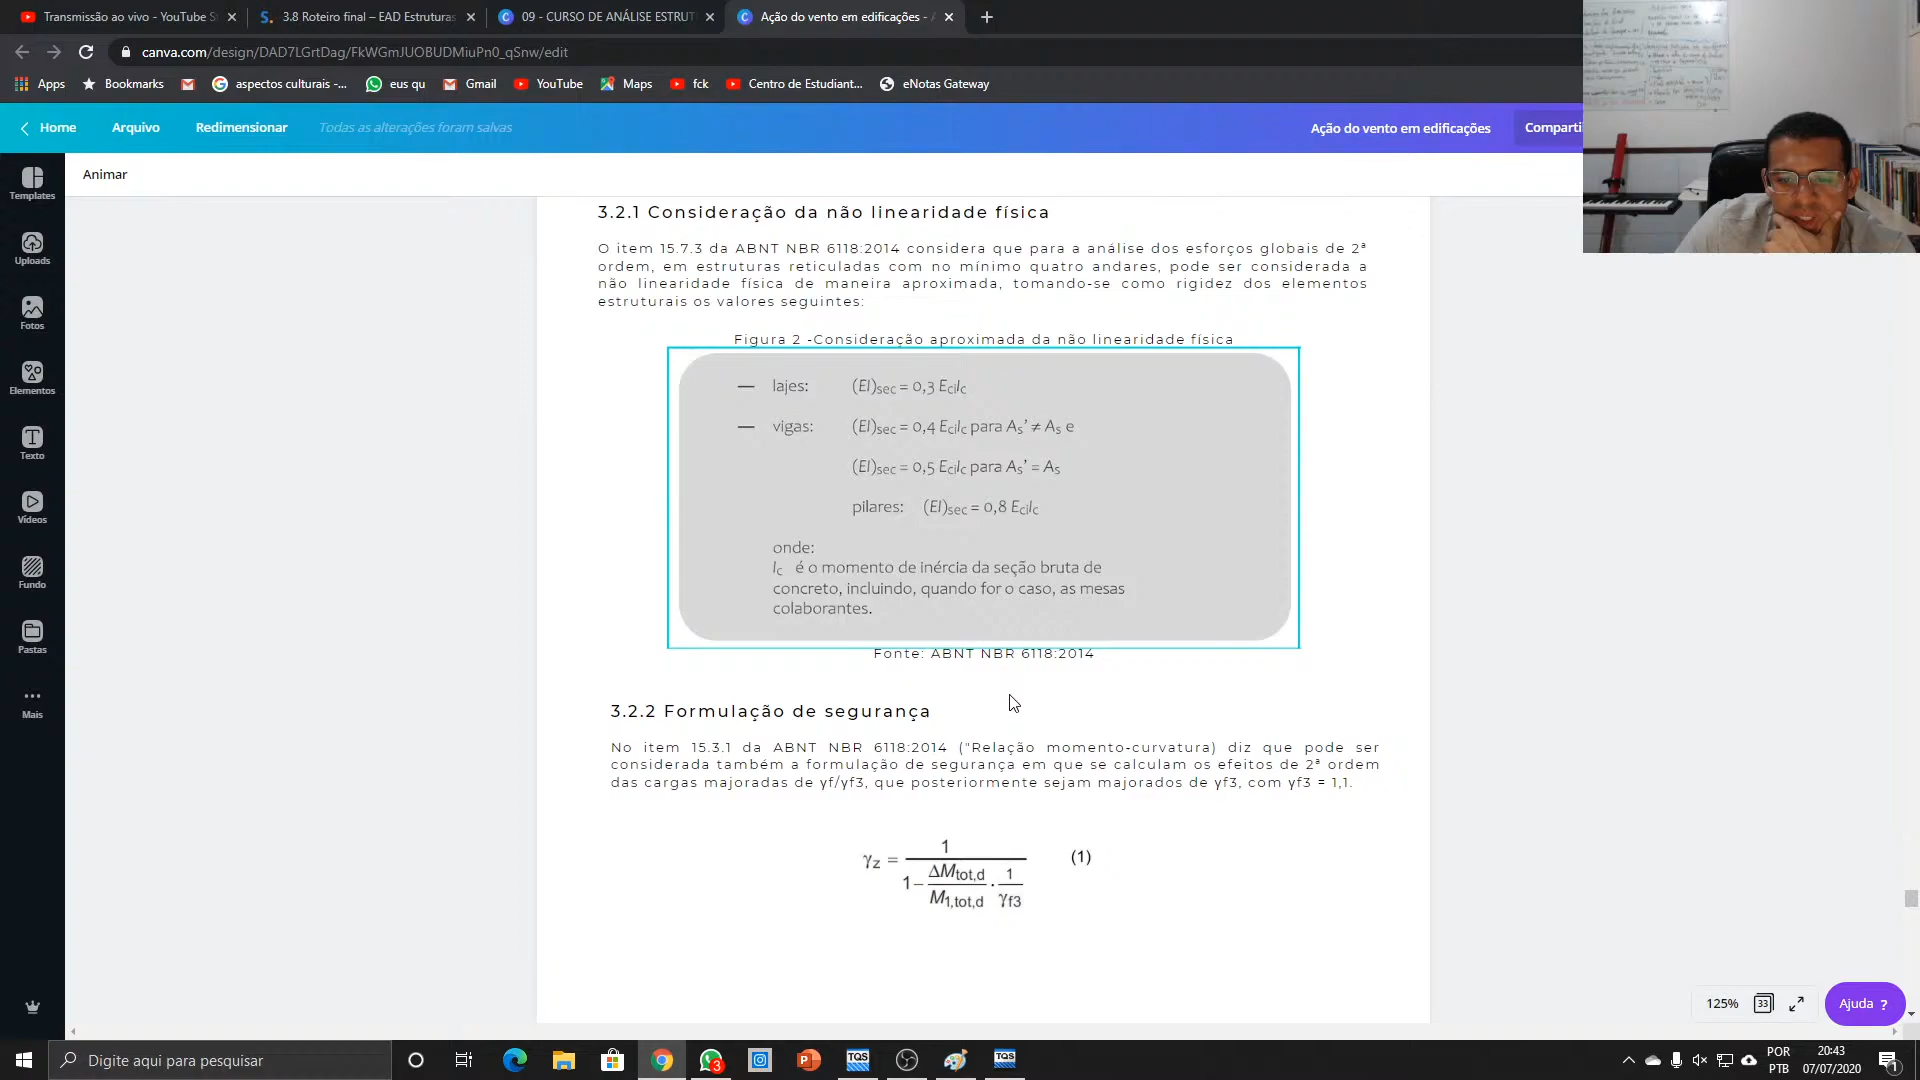 Transmissão ao vivo - YouTube S
3.8 Roteiro final – EAD Estruturas
09 - CURSO DE ANÁLISE ESTRUT
Ação do vento em edificações -
canva.com/design/DAD7LGrtDag/FkWGmJUOBUDMiuPn0_qSnw/edit
Apps
Bookmarks
aspectos culturais -...
eus qu
Gmail
YouTube
Maps
fck
Centro de Estudiant...
eNotas Gateway
Home
Arquivo
Redimensionar
Todas as alterações foram salvas
Ação do vento em edificações
Comparti
Animar
Templates
Uploads
Fotos
Elementos
Texto
Vídeos
Fundo
Pastas
Mais
3.2.1 Consideração da não linearidade física
O item 15.7.3 da ABNT NBR 6118:2014 considera que para a análise dos esforços globais de 2ª
ordem, em estruturas reticuladas com no mínimo quatro andares, pode ser considerada a
não linearidade física de maneira aproximada, tomando-se como rigidez dos elementos
estruturais os valores seguintes:
Figura 2 -Consideração aproximada da não linearidade física
— lajes: (EI)sec = 0,3 EciIc
— vigas: (EI)sec = 0,4 EciIc para As’ ≠ As e
(EI)sec = 0,5 EciIc para As’ = As
pilares: (EI)sec = 0,8 EciIc
onde:
Ic é o momento de inércia da seção bruta de
concreto, incluindo, quando for o caso, as mesas
colaborantes.
Fonte: ABNT NBR 6118:2014
3.2.2 Formulação de segurança
No item 15.3.1 da ABNT NBR 6118:2014 ("Relação momento-curvatura) diz que pode ser
considerada também a formulação de segurança em que se calculam os efeitos de 2ª ordem
das cargas majoradas de γf/γf3, que posteriormente sejam majorados de γf3, com γf3 = 1,1.
γz = 1 / (1 – ΔMtot,d / M1,tot,d · 1 / γf3) (1)
125%
33
Ajuda ?
Digite aqui para pesquisar
3
TQS
TQS
POR
PTB
20:43
07/07/2020
1